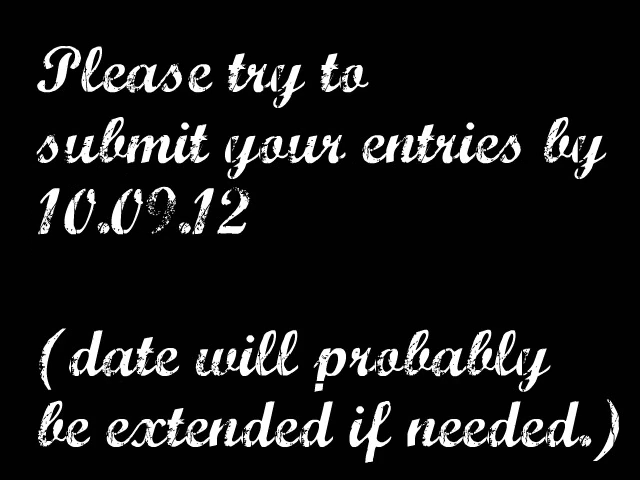 Please try to
submit your entries by
10.09.12
(date will probably
be extended if needed.)